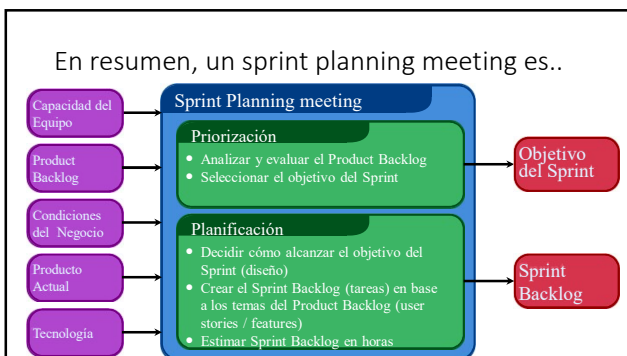 En resumen, un sprint planning meeting es..
Capacidad del
Equipo
Product
Backlog
Condiciones
del Negocio
Producto
Actual
Tecnología
Sprint Planning meeting
Priorización
• Analizar y evaluar el Product Backlog
• Seleccionar el objetivo del Sprint
Planificación
• Decidir cómo alcanzar el objetivo del
Sprint (diseño)
• Crear el Sprint Backlog (tareas) en base
a los temas del Product Backlog (user
stories / features)
• Estimar Sprint Backlog en horas
Objetivo
del Sprint
Sprint
Backlog